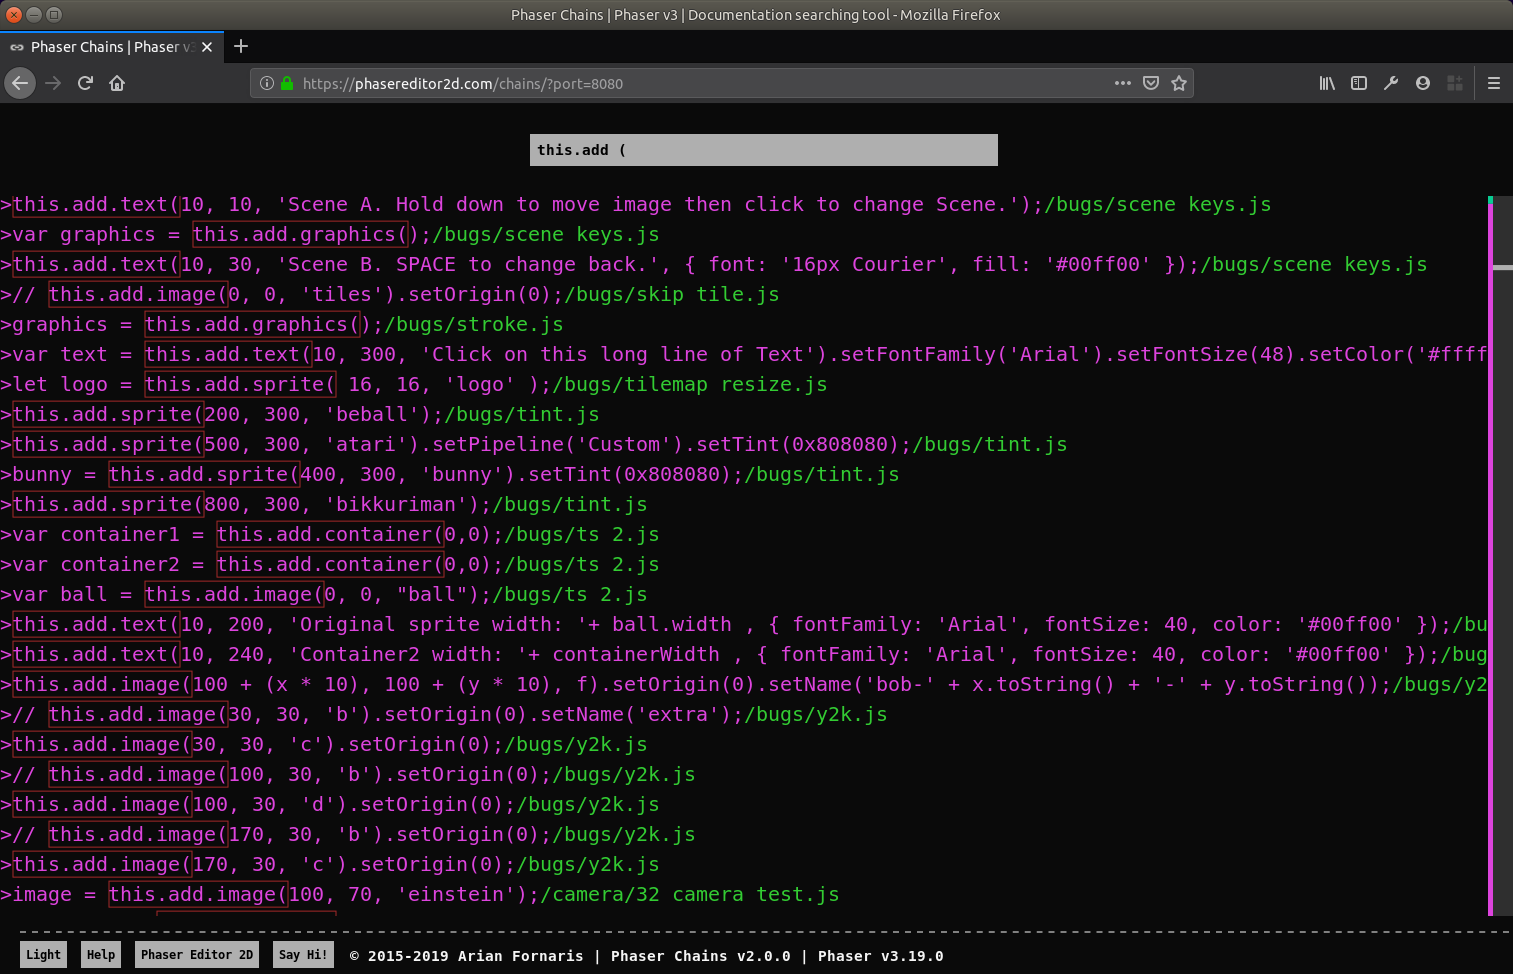 Phaser Chains | Phaser v3 | Documentation searching tool - Mozilla Firefox
Phaser Chains | Phaser v3
https://phasereditor2d.com/chains/?port=8080
this.add (
>this.add.text(10, 10, 'Scene A. Hold down to move image then click to change Scene.');/bugs/scene keys.js
>var graphics = this.add.graphics();/bugs/scene keys.js
>this.add.text(10, 30, 'Scene B. SPACE to change back.', { font: '16px Courier', fill: '#00ff00' });/bugs/scene keys.js
>// this.add.image(0, 0, 'tiles').setOrigin(0);/bugs/skip tile.js
>graphics = this.add.graphics();/bugs/stroke.js
>var text = this.add.text(10, 300, 'Click on this long line of Text').setFontFamily('Arial').setFontSize(48).setColor('#ffff
>let logo = this.add.sprite( 16, 16, 'logo' );/bugs/tilemap resize.js
>this.add.sprite(200, 300, 'beball');/bugs/tint.js
>this.add.sprite(500, 300, 'atari').setPipeline('Custom').setTint(0x808080);/bugs/tint.js
>bunny = this.add.sprite(400, 300, 'bunny').setTint(0x808080);/bugs/tint.js
>this.add.sprite(800, 300, 'bikkuriman');/bugs/tint.js
>var container1 = this.add.container(0,0);/bugs/ts 2.js
>var container2 = this.add.container(0,0);/bugs/ts 2.js
>var ball = this.add.image(0, 0, "ball");/bugs/ts 2.js
>this.add.text(10, 200, 'Original sprite width: '+ ball.width , { fontFamily: 'Arial', fontSize: 40, color: '#00ff00' });/bu
>this.add.text(10, 240, 'Container2 width: '+ containerWidth , { fontFamily: 'Arial', fontSize: 40, color: '#00ff00' });/bug
>this.add.image(100 + (x * 10), 100 + (y * 10), f).setOrigin(0).setName('bob-' + x.toString() + '-' + y.toString());/bugs/y2
>// this.add.image(30, 30, 'b').setOrigin(0).setName('extra');/bugs/y2k.js
>this.add.image(30, 30, 'c').setOrigin(0);/bugs/y2k.js
>// this.add.image(100, 30, 'b').setOrigin(0);/bugs/y2k.js
>this.add.image(100, 30, 'd').setOrigin(0);/bugs/y2k.js
>// this.add.image(170, 30, 'b').setOrigin(0);/bugs/y2k.js
>this.add.image(170, 30, 'c').setOrigin(0);/bugs/y2k.js
>image = this.add.image(100, 70, 'einstein');/camera/32 camera test.js
Light Help Phaser Editor 2D Say Hi! © 2015-2019 Arian Fornaris | Phaser Chains v2.0.0 | Phaser v3.19.0